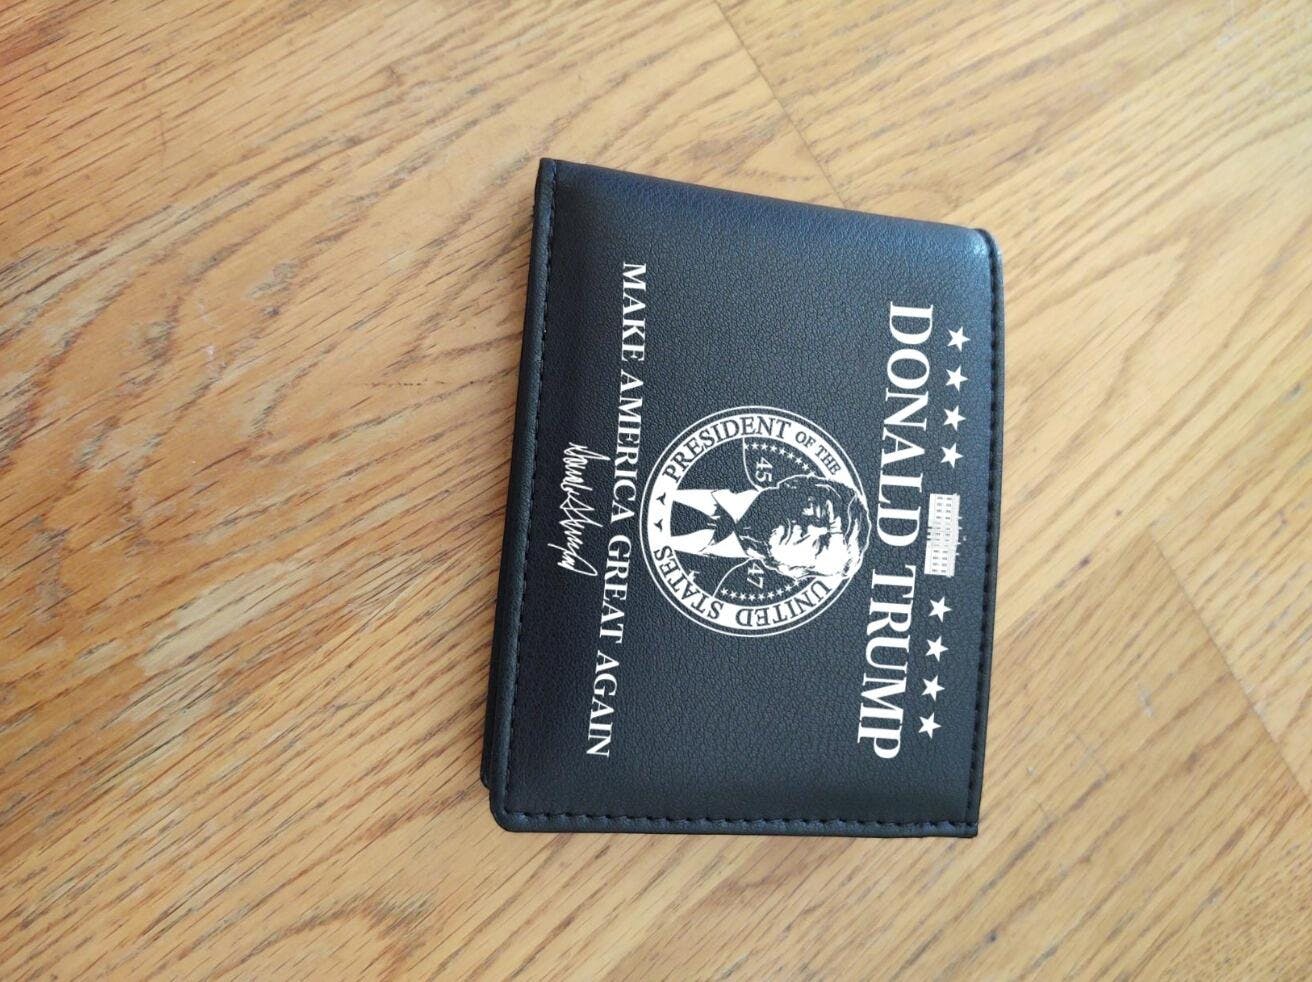 DONALD TRUMP
PRESIDENT OF THE UNITED STATES
45
47
MAKE AMERICA GREAT AGAIN